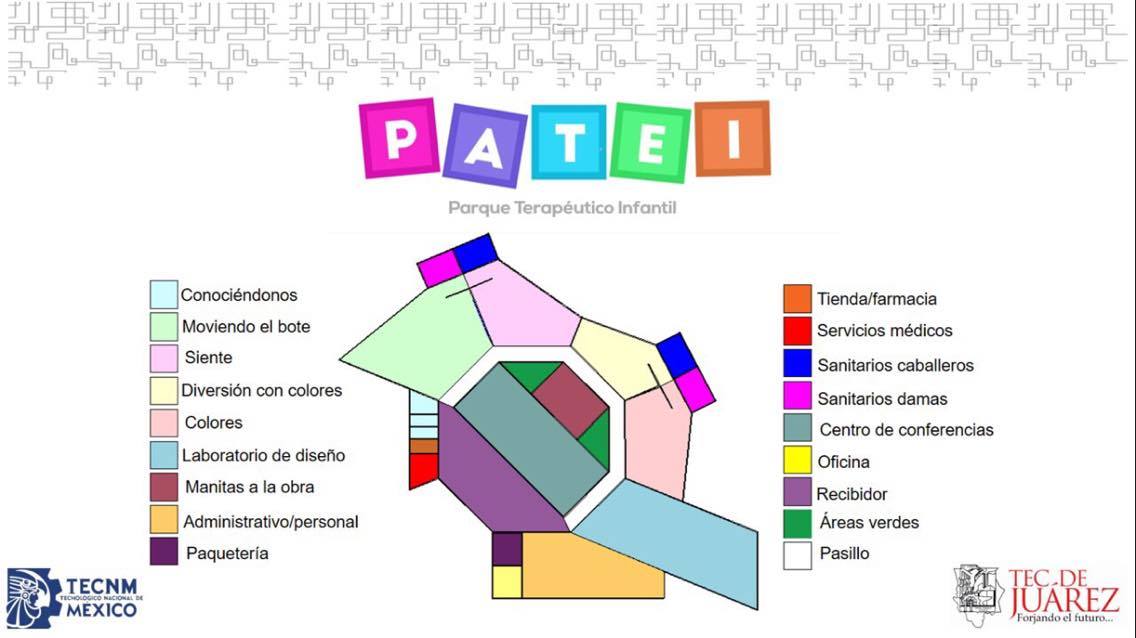 PATEI
Parque Terapéutico Infantil
Conociéndonos
Moviendo el bote
Siente
Diversión con colores
Colores
Laboratorio de diseño
Manitas a la obra
Administrativo/personal
Paquetería
Tienda/farmacia
Servicios médicos
Sanitarios caballeros
Sanitarios damas
Centro de conferencias
Oficina
Recibidor
Áreas verdes
Pasillo
TECNM
TECNOLÓGICO NACIONAL DE
MÉXICO
TEC. DE
JUÁREZ
Forjando el futuro...